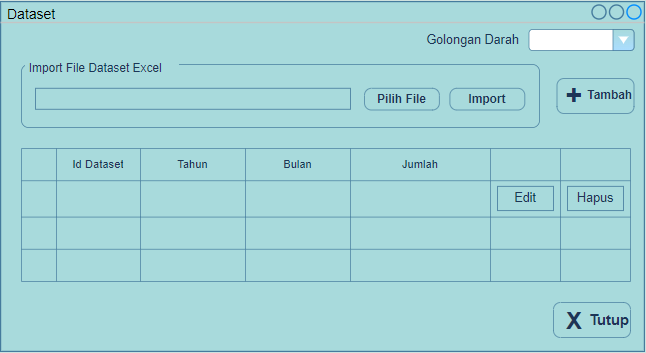 Dataset
Golongan Darah
Import File Dataset Excel
Pilih File Import
+ Tambah
Id Dataset Tahun Bulan Jumlah
Edit Hapus
X Tutup